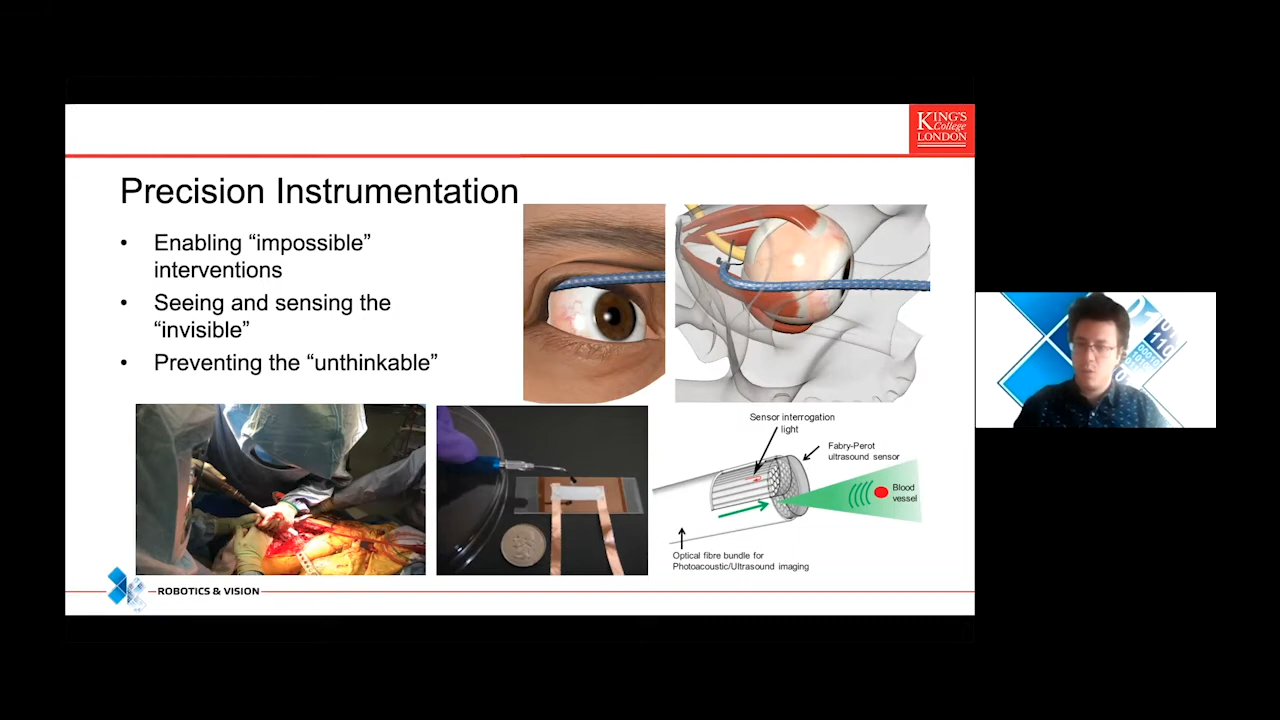 KING'S
College
LONDON
Precision Instrumentation
• Enabling “impossible”
interventions
• Seeing and sensing the
“invisible”
• Preventing the “unthinkable”
Sensor interrogation
light
Fabry-Perot
ultrasound sensor
Blood
vessel
Optical fibre bundle for
Photoacoustic/Ultrasound imaging
ROBOTICS & VISION